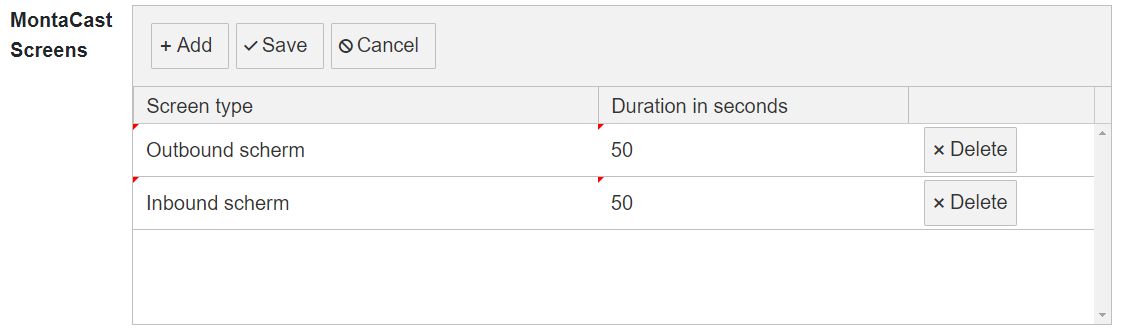 MontaCast
Screens
+ Add Save Cancel
Screen type Duration in seconds
Outbound scherm 50 × Delete
Inbound scherm 50 × Delete